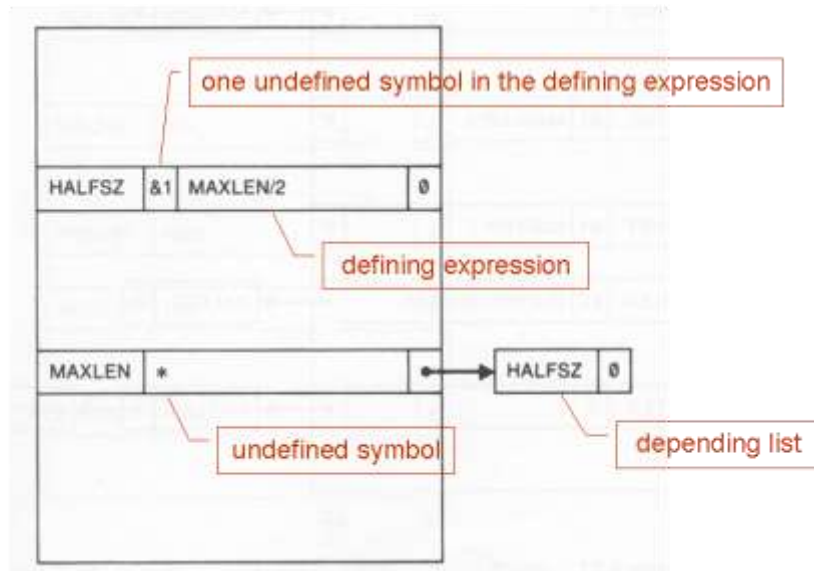 one undefined symbol in the defining expression
HALFSZ &1 MAXLEN/2 0
defining expression
MAXLEN * HALFSZ 0
undefined symbol
depending list